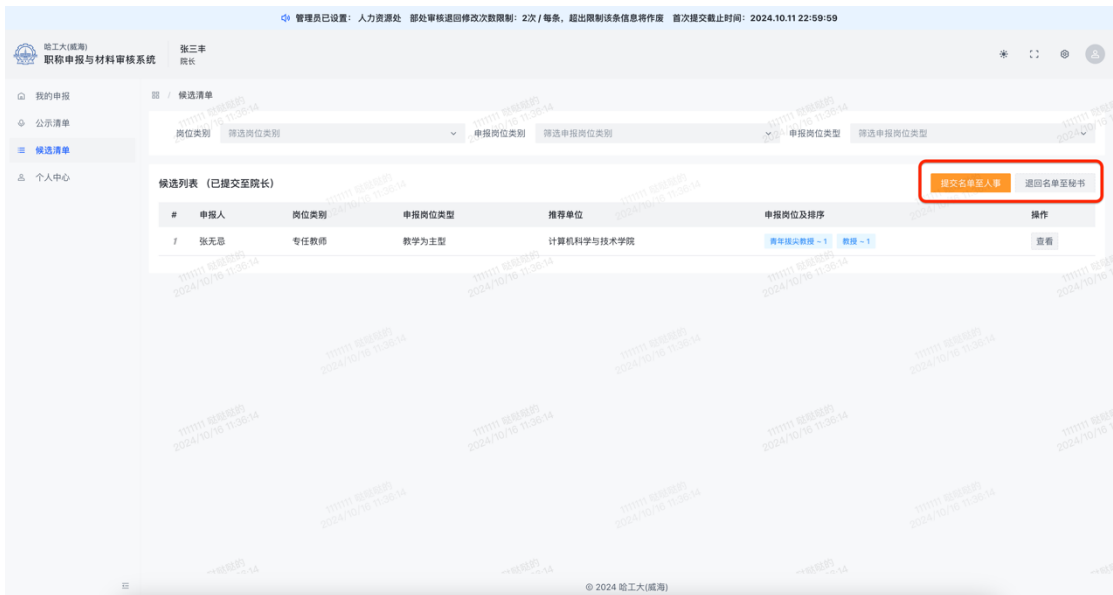 管理员已设置： 人力资源处 部处审核退回修改次数限制：2次 / 每条，超出限制该条信息将作废 首次提交截止时间：2024.10.11 22:59:59
哈工大(威海)
职称申报与材料审核系统
张三丰
院长
我的申报
公示清单
候选清单
个人中心
/ 候选清单
岗位类别 筛选岗位类别 申报岗位类别 筛选申报岗位类别 申报岗位类型 筛选申报岗位类型
候选列表 （已提交至院长） 提交名单至人事 退回名单至秘书
# 申报人 岗位类别 申报岗位类型 推荐单位 申报岗位及排序 操作
1 张无忌 专任教师 教学为主型 计算机科学与技术学院 青年拔尖教授 ~ 1 教授 ~ 1 查看
© 2024 哈工大(威海)